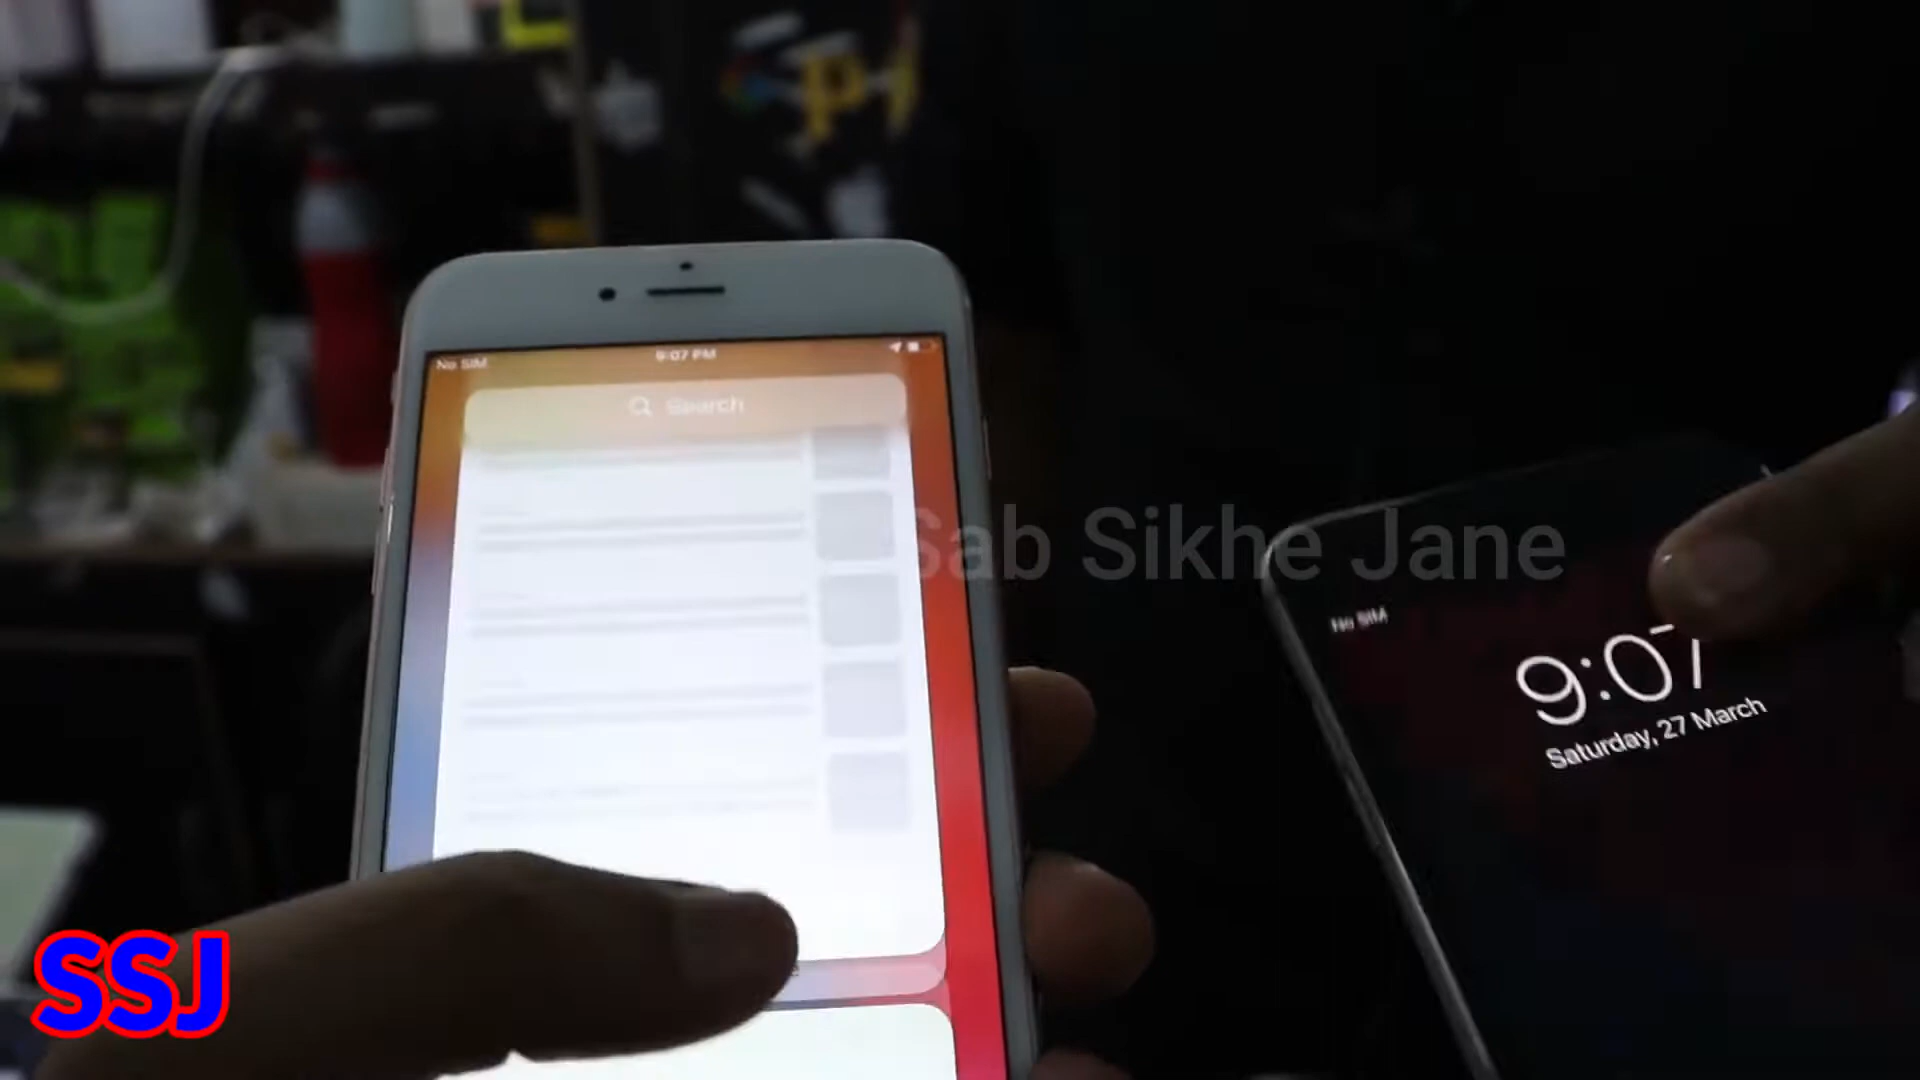 No SIM
9:07 PM
Search
Sab Sikhe Jane
No SIM
9:07
Saturday, 27 March
SSJ